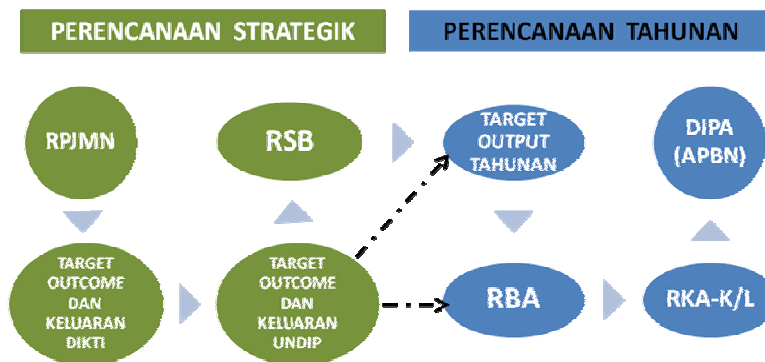 PERENCANAAN STRATEGIK
PERENCANAAN TAHUNAN
RPJMN
RSB
TARGET
OUTPUT
TAHUNAN
DIPA
(APBN)
TARGET
OUTCOME
DAN
KELUARAN
DIKTI
TARGET
OUTCOME
DAN
KELUARAN
UNDIP
RBA
RKA-K/L